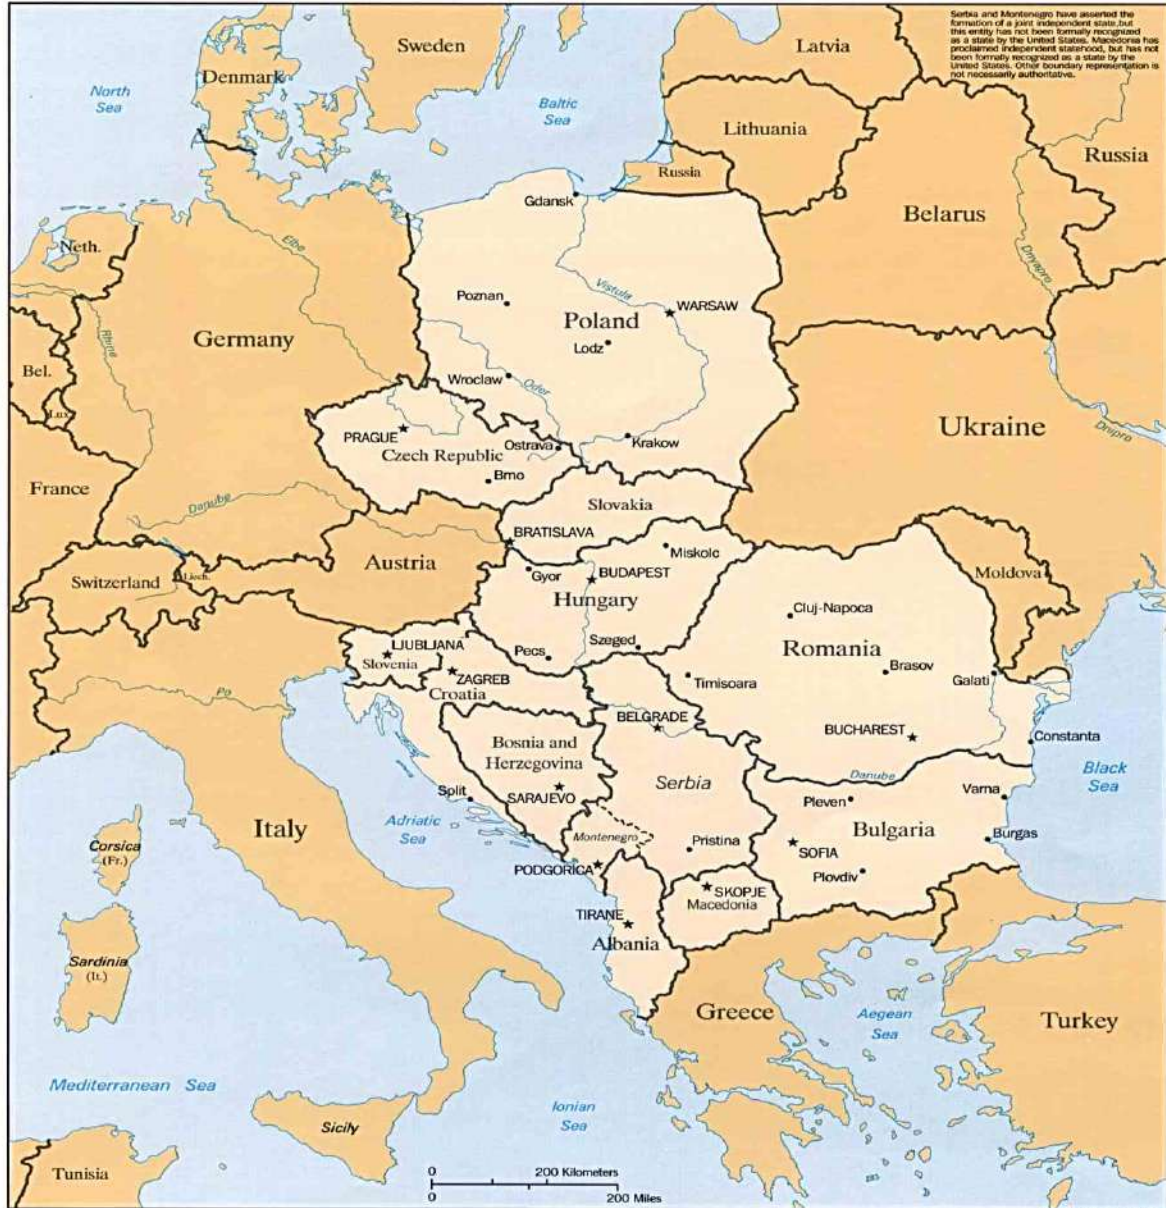 Serbia and Montenegro have asserted the
formation of a joint independent state, but
this entity has not been formally recognized
as a state by the United States. Macedonia has
proclaimed independent statehood, but has not
been formally recognized as a state by the
United States. Other boundary representation is
not necessarily authoritative.
Sweden
Latvia
Denmark
North
Sea
Baltic
Sea
Lithuania
Russia
Russia
Gdansk
Belarus
Neth.
Elbe
Dnyapro
Vistula
Poznan
WARSAW
Poland
Rhine
Germany
Lodz
Bel.
Wroclaw
Oder
Lux.
PRAGUE
Ostrava
Krakow
Ukraine
Dnipro
Czech Republic
Brno
France
Danube
Slovakia
BRATISLAVA
Miskolc
Austria
Switzerland
Liech.
Gyor
BUDAPEST
Moldova
Hungary
Cluj-Napoca
LJUBLJANA
Szeged
Romania
Slovenia
Pecs
Brasov
ZAGREB
Timisoara
Galati
Po
Croatia
BELGRADE
BUCHAREST
Constanta
Bosnia and
Herzegovina
Danube
Black
Sea
Serbia
Split
SARAJEVO
Pleven
Varna
Adriatic
Sea
Italy
Montenegro
Pristina
Bulgaria
Burgas
Corsica
(Fr.)
SOFIA
PODGORICA
Plovdiv
SKOPJE
Macedonia
TIRANE
Albania
Sardinia
(It.)
Greece
Aegean
Sea
Turkey
Mediterranean Sea
Ionian
Sea
Sicily
Tunisia
0 200 Kilometers
0 200 Miles